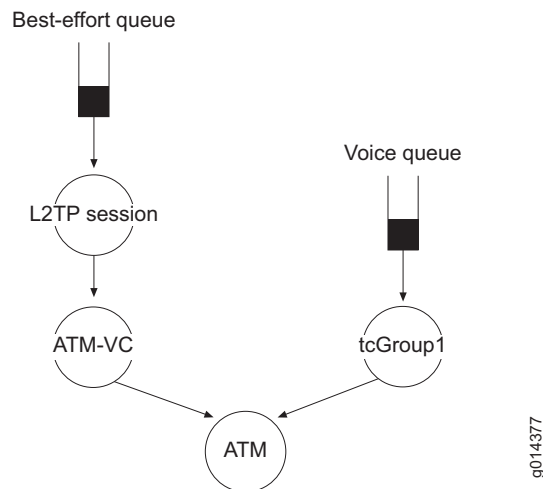 Best-effort queue
Voice queue
L2TP session
ATM-VC
tcGroup1
ATM
g014377